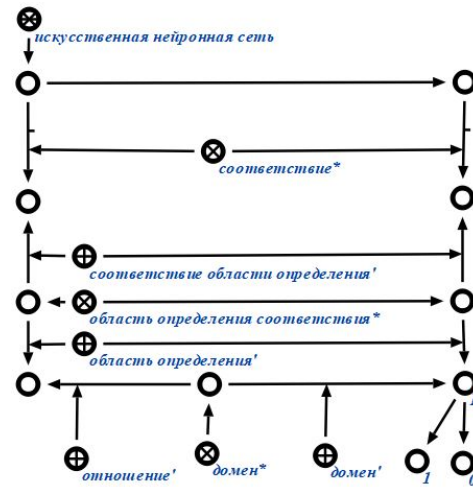 искусственная нейронная сеть
соответствие*
соответствие области определения'
область определения соответствия*
область определения'
отношение'
домен*
домен'
1